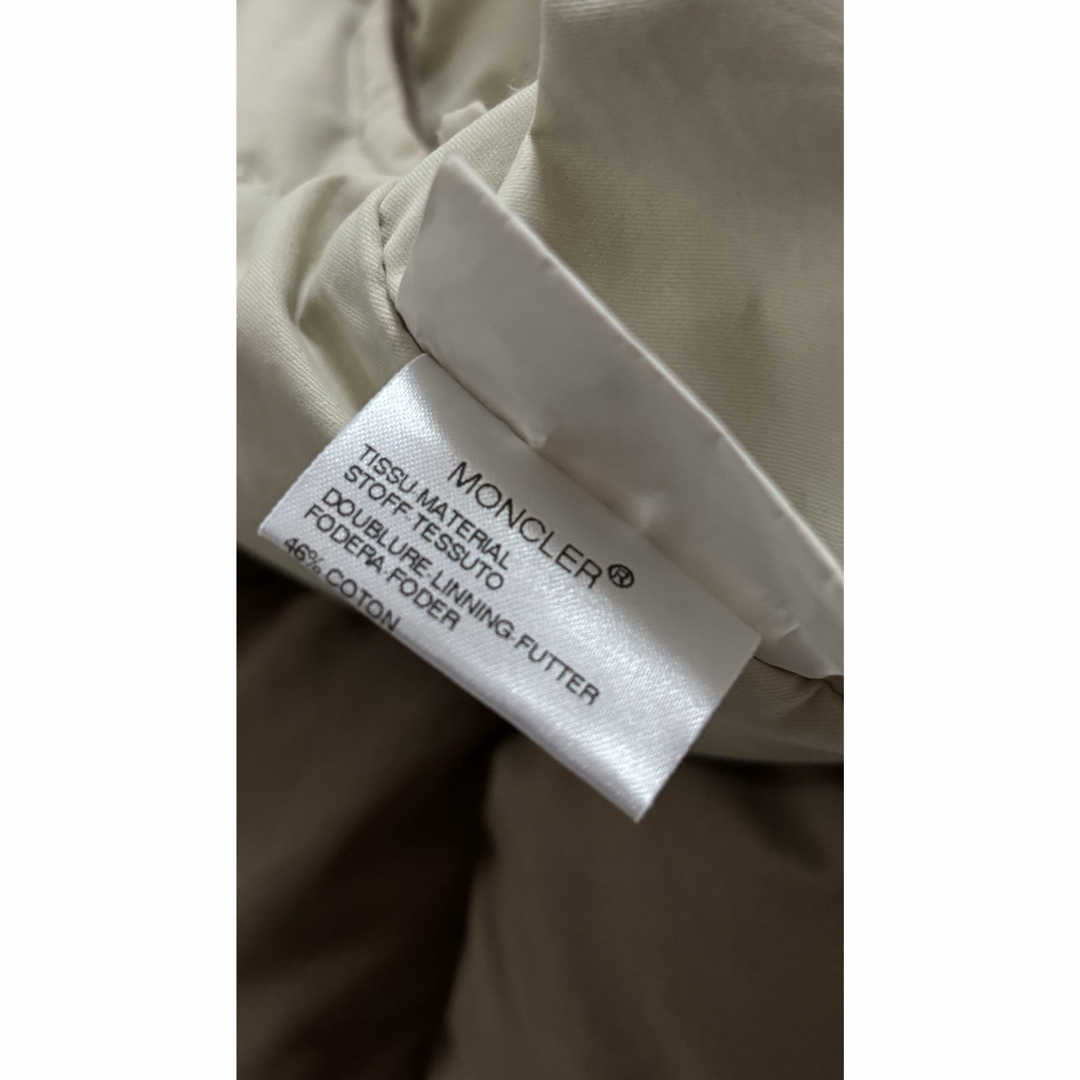 MONCLER®
TISSU-MATERIAL
STOFF-TESSUTO
DOUBLURE-LINNING-FUTTER
FODERA-FODER
46% COTON